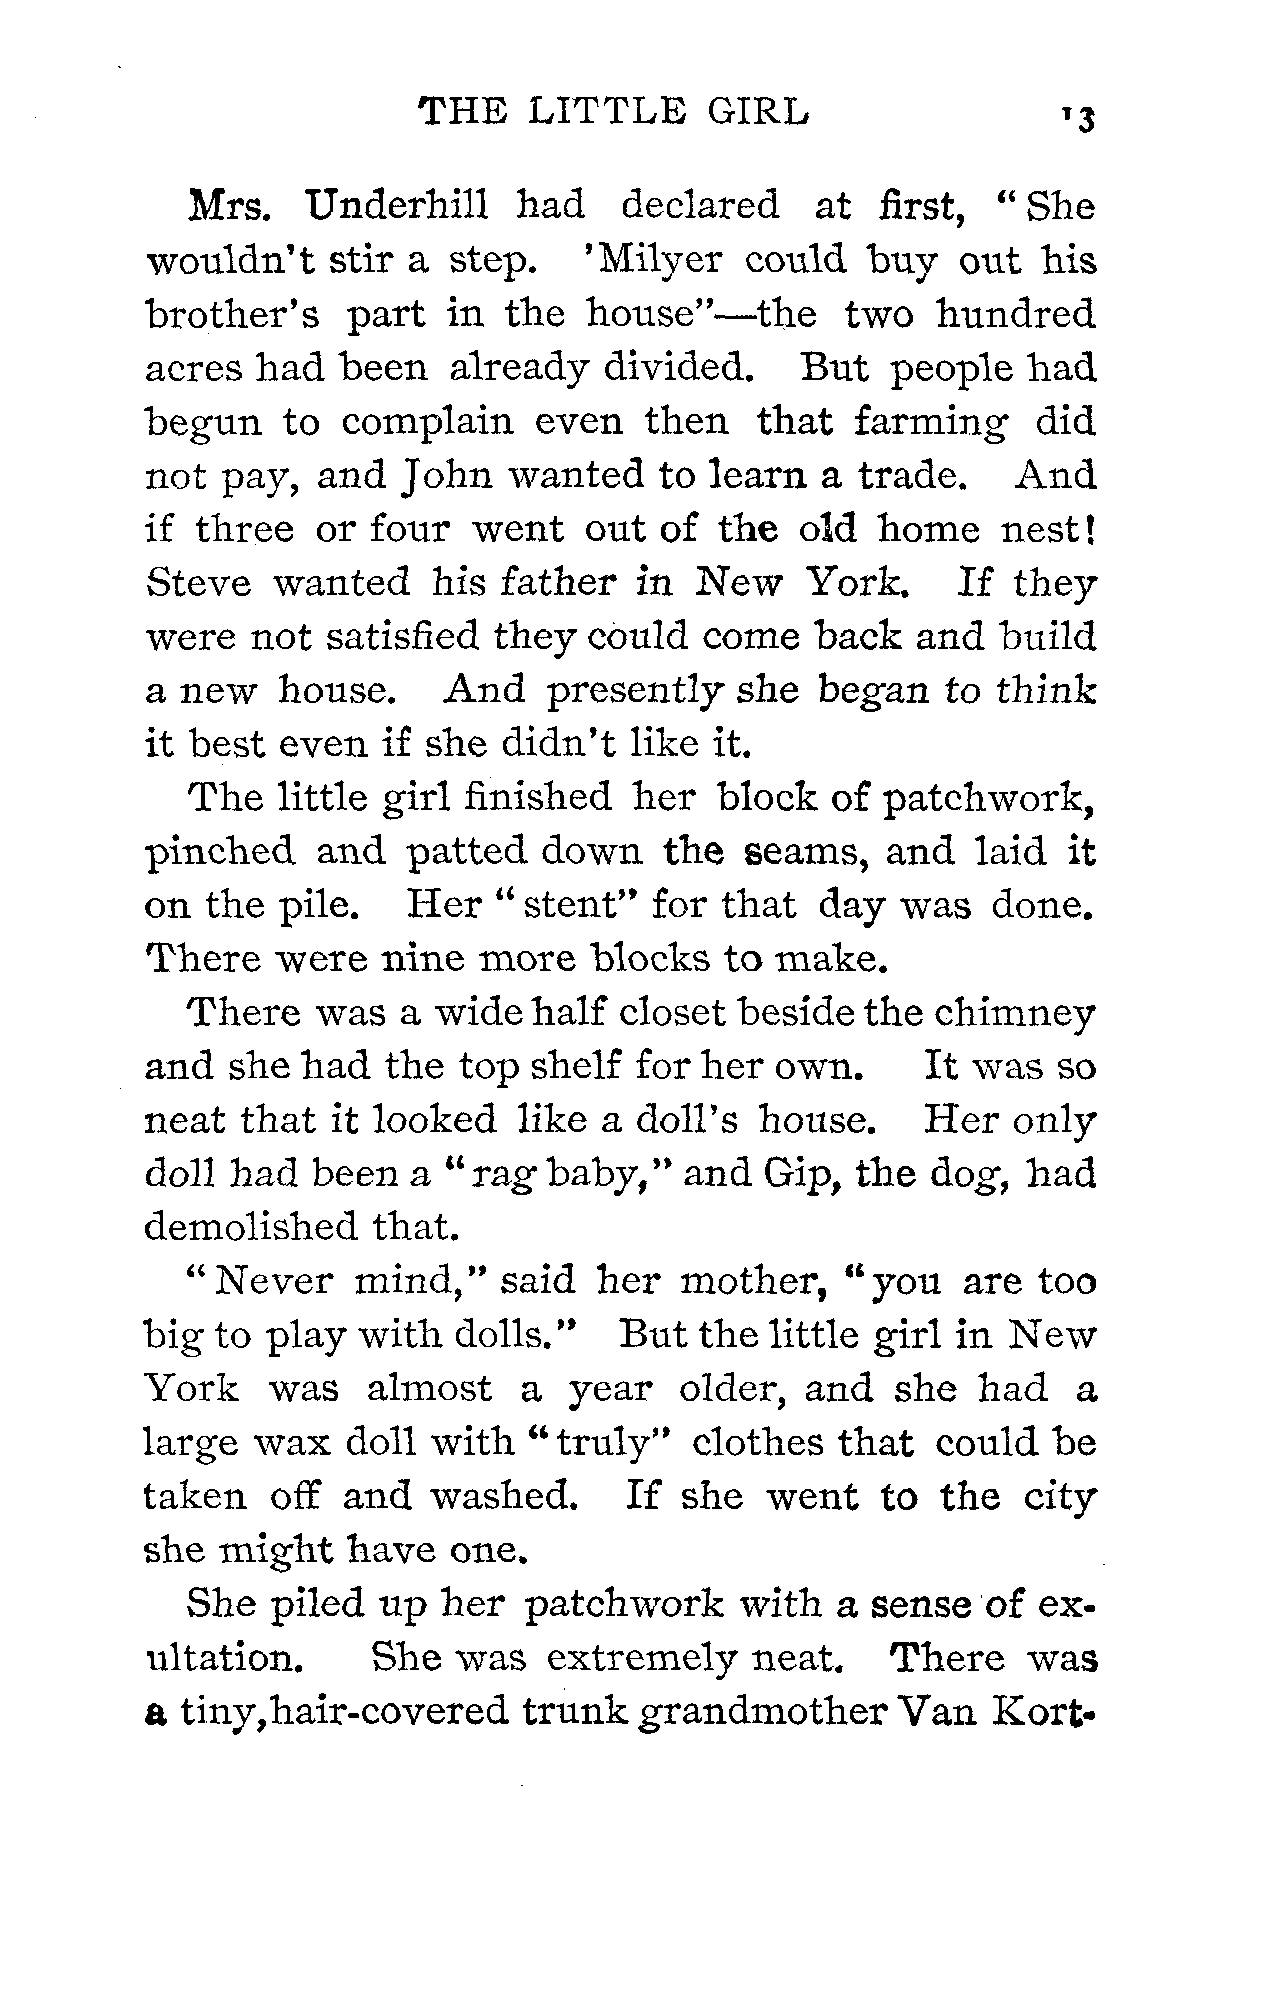 THE LITTLE GIRL 13
Mrs. Underhill had declared at first, "She
wouldn't stir a step. 'Milyer could buy out his
brother's part in the house"—the two hundred
acres had been already divided. But people had
begun to complain even then that farming did
not pay, and John wanted to learn a trade. And
if three or four went out of the old home nest!
Steve wanted his father in New York. If they
were not satisfied they could come back and build
a new house. And presently she began to think
it best even if she didn't like it.
The little girl finished her block of patchwork,
pinched and patted down the seams, and laid it
on the pile. Her "stent" for that day was done.
There were nine more blocks to make.
There was a wide half closet beside the chimney
and she had the top shelf for her own. It was so
neat that it looked like a doll's house. Her only
doll had been a "rag baby," and Gip, the dog, had
demolished that.
"Never mind," said her mother, "you are too
big to play with dolls." But the little girl in New
York was almost a year older, and she had a
large wax doll with "truly" clothes that could be
taken off and washed. If she went to the city
she might have one.
She piled up her patchwork with a sense of ex-
ultation. She was extremely neat. There was
a tiny,hair-covered trunk grandmother Van Kort-